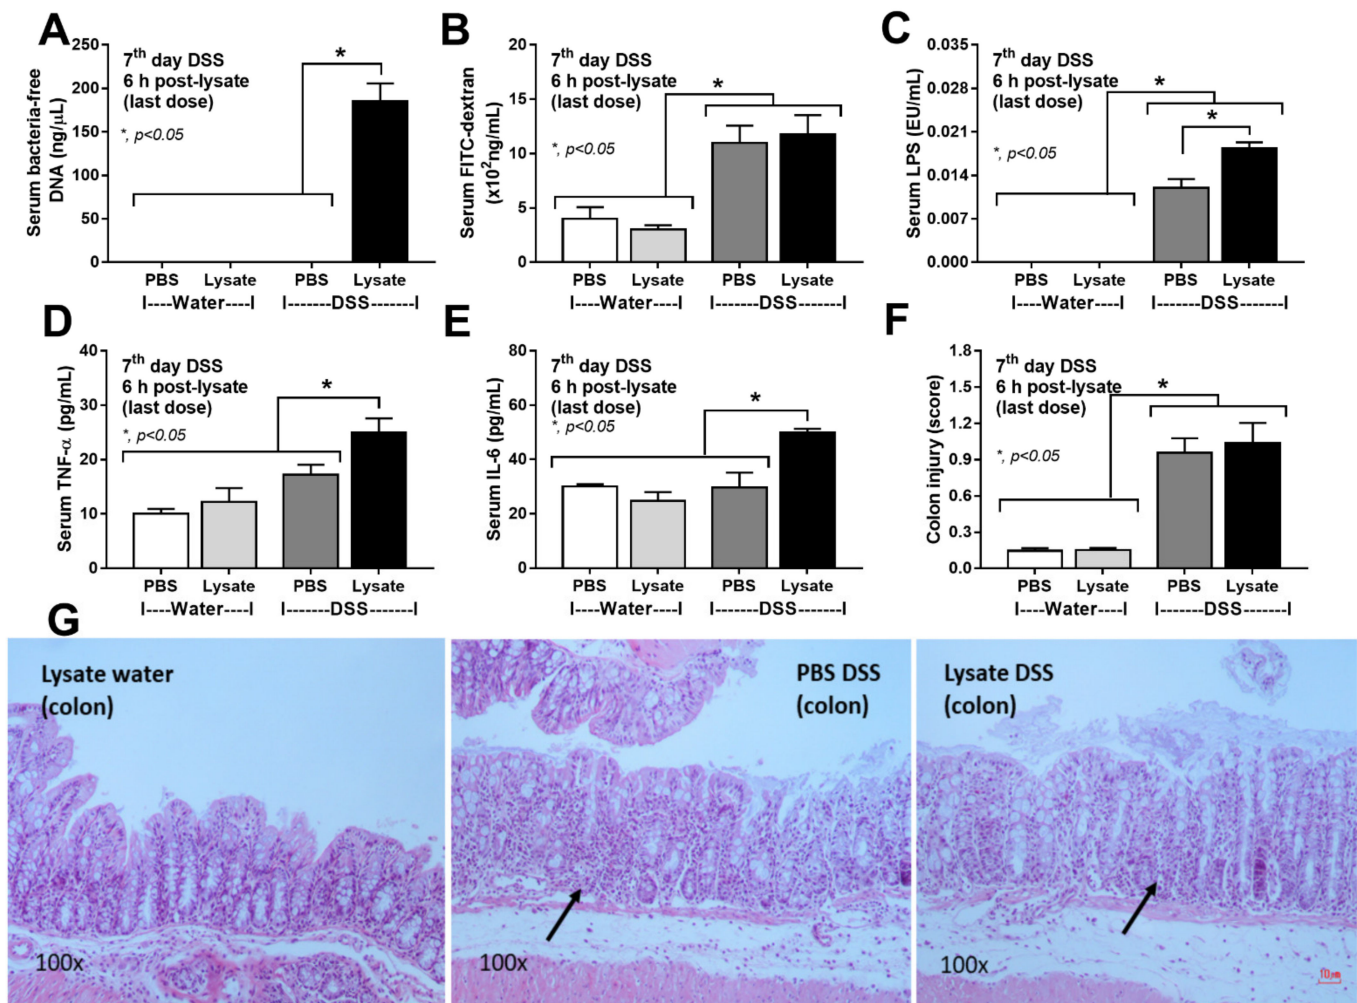 A
Serum bacteria-free
DNA (ng/μL)
250
200
150
100
50
0
7th day DSS
6 h post-lysate
(last dose)
*, p<0.05
*
PBS Lysate PBS Lysate
I----Water----I I-------DSS-------I
B
Serum FITC-dextran
(x10²ng/mL)
20
15
10
5
0
7th day DSS
6 h post-lysate
(last dose)
*, p<0.05
*
PBS Lysate PBS Lysate
I----Water----I I-------DSS-------I
C
Serum LPS (EU/mL)
0.035
0.028
0.021
0.014
0.007
0.000
7th day DSS
6 h post-lysate
(last dose)
*, p<0.05
*
*
PBS Lysate PBS Lysate
I----Water----I I-------DSS-------I
D
Serum TNF-α (pg/mL)
40
30
20
10
0
7th day DSS
6 h post-lysate
(last dose)
*, p<0.05
*
PBS Lysate PBS Lysate
I----Water----I I-------DSS-------I
E
Serum IL-6 (pg/mL)
80
60
40
20
0
7th day DSS
6 h post-lysate
(last dose)
*, p<0.05
*
PBS Lysate PBS Lysate
I----Water----I I-------DSS-------I
F
Colon injury (score)
1.8
1.5
1.2
0.9
0.6
0.3
0.0
7th day DSS
6 h post-lysate
(last dose)
*, p<0.05
*
PBS Lysate PBS Lysate
I----Water----I I-------DSS-------I
G
Lysate water
(colon)
100x
PBS DSS
(colon)
100x
Lysate DSS
(colon)
100x
10 μm